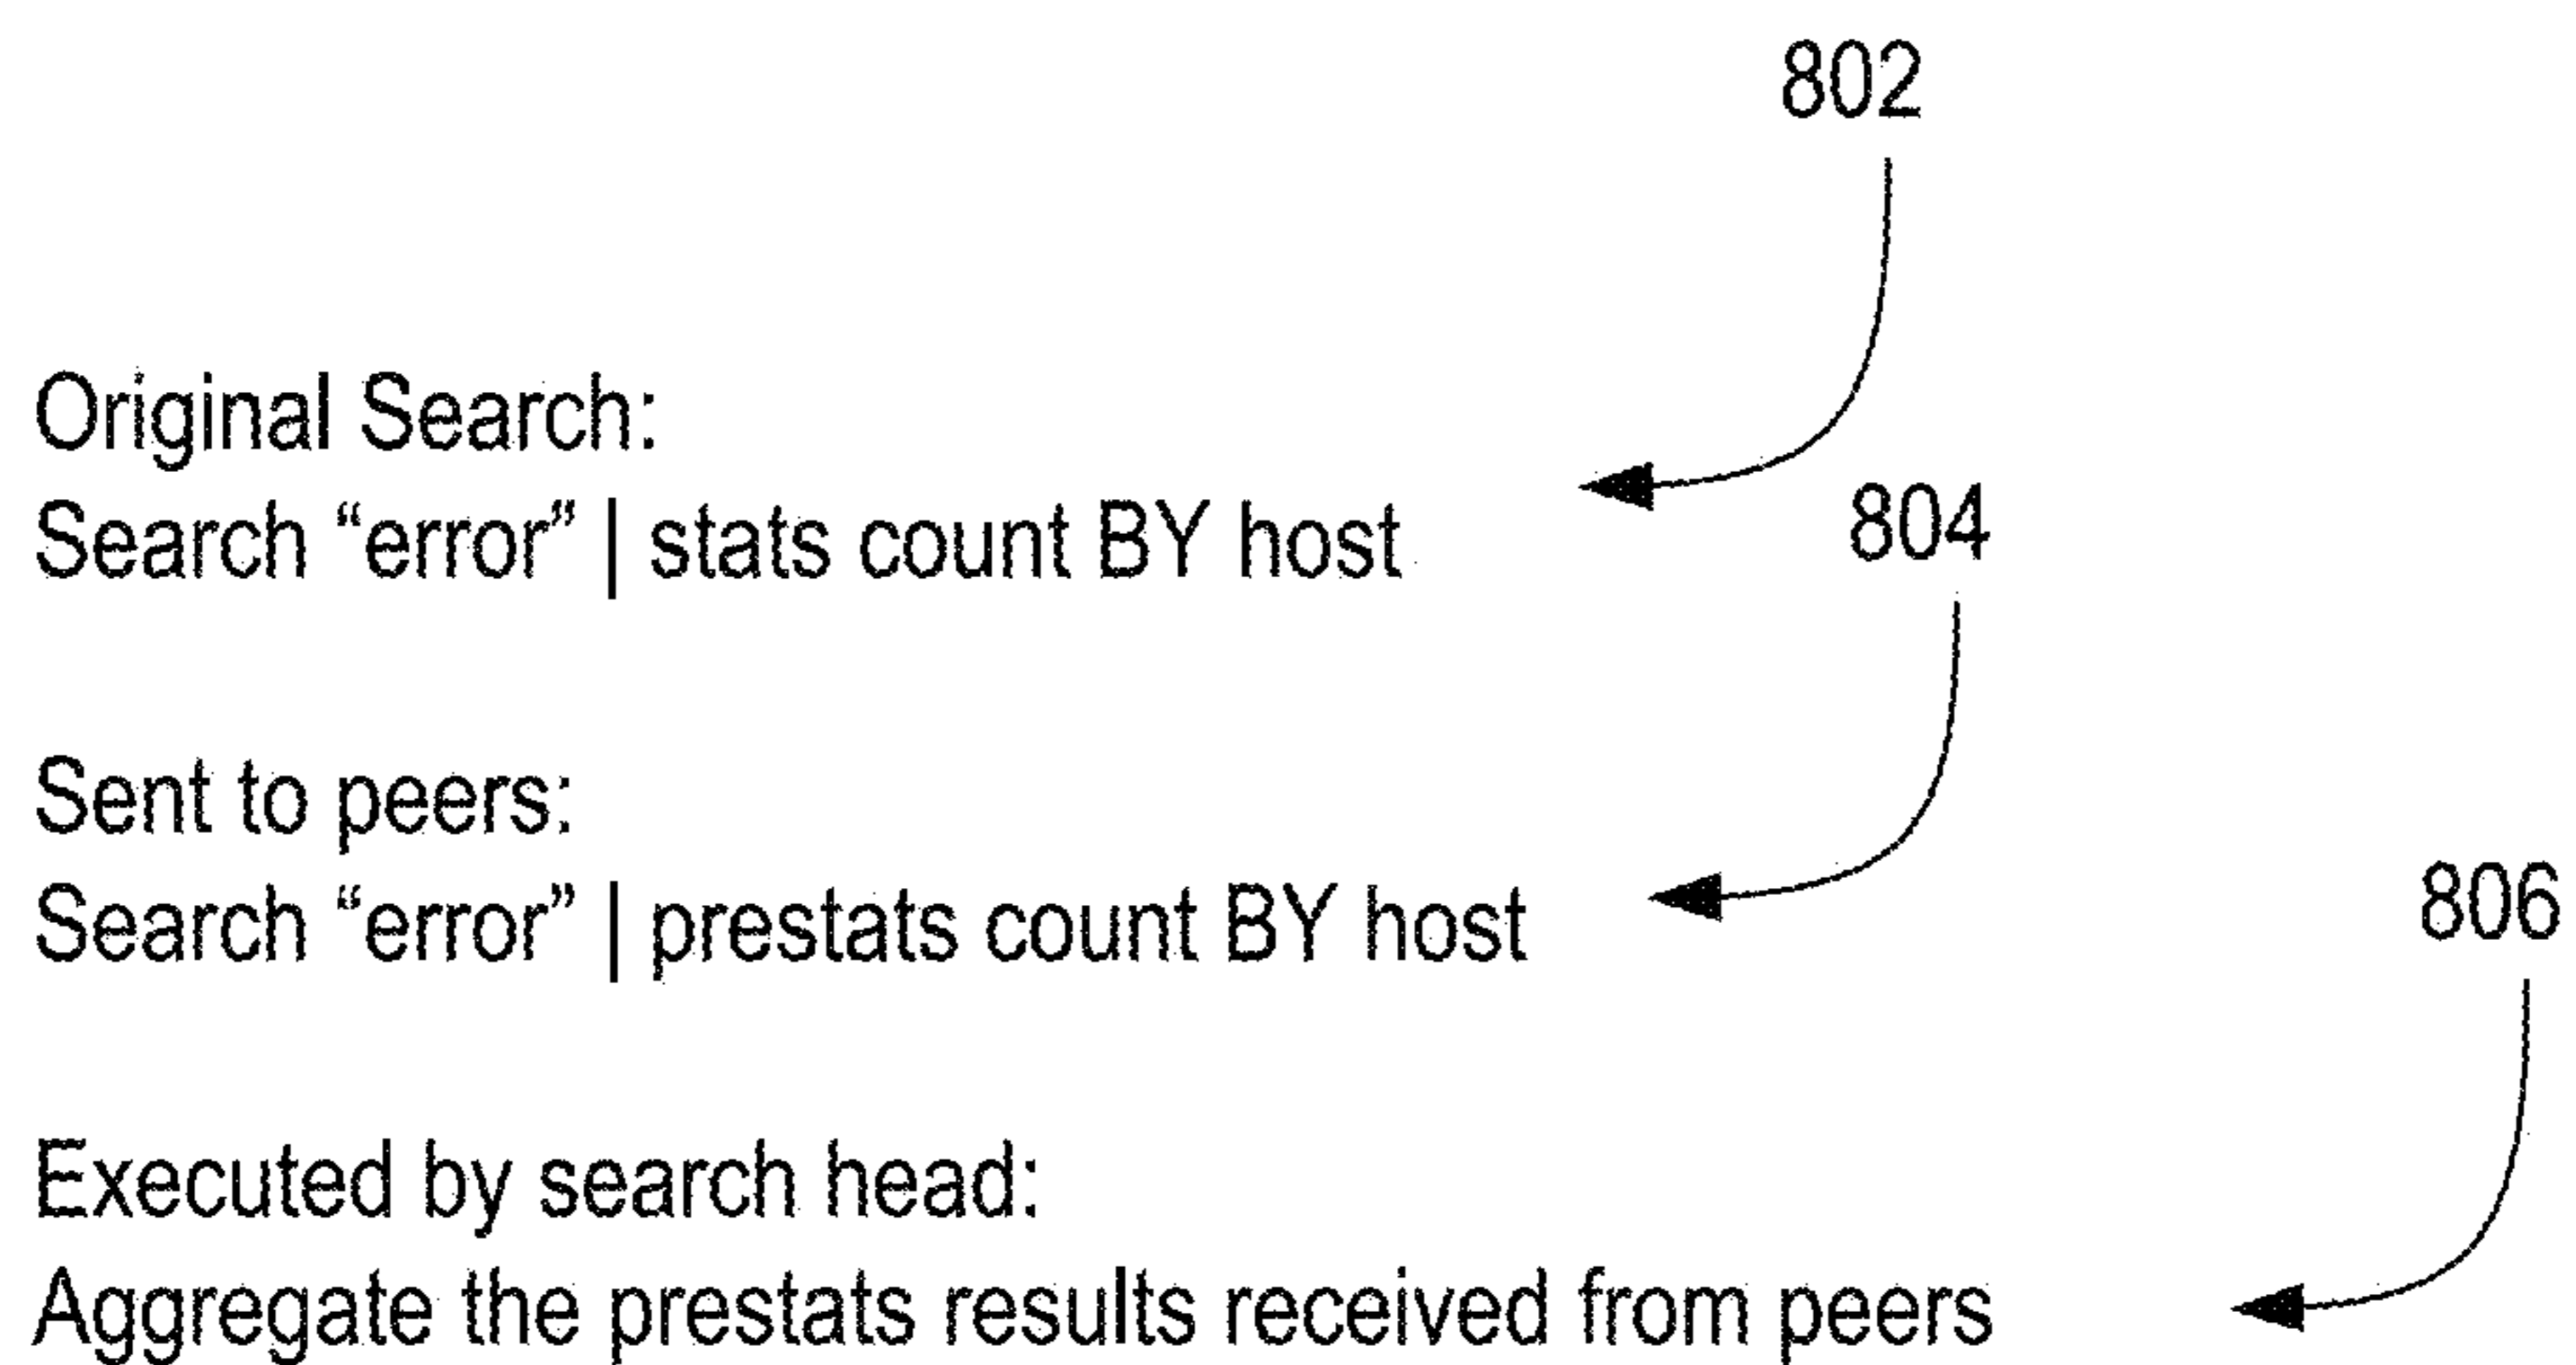 802
Original Search:
Search “error” | stats count BY host
804
Sent to peers:
Search “error” | prestats count BY host
806
Executed by search head:
Aggregate the prestats results received from peers